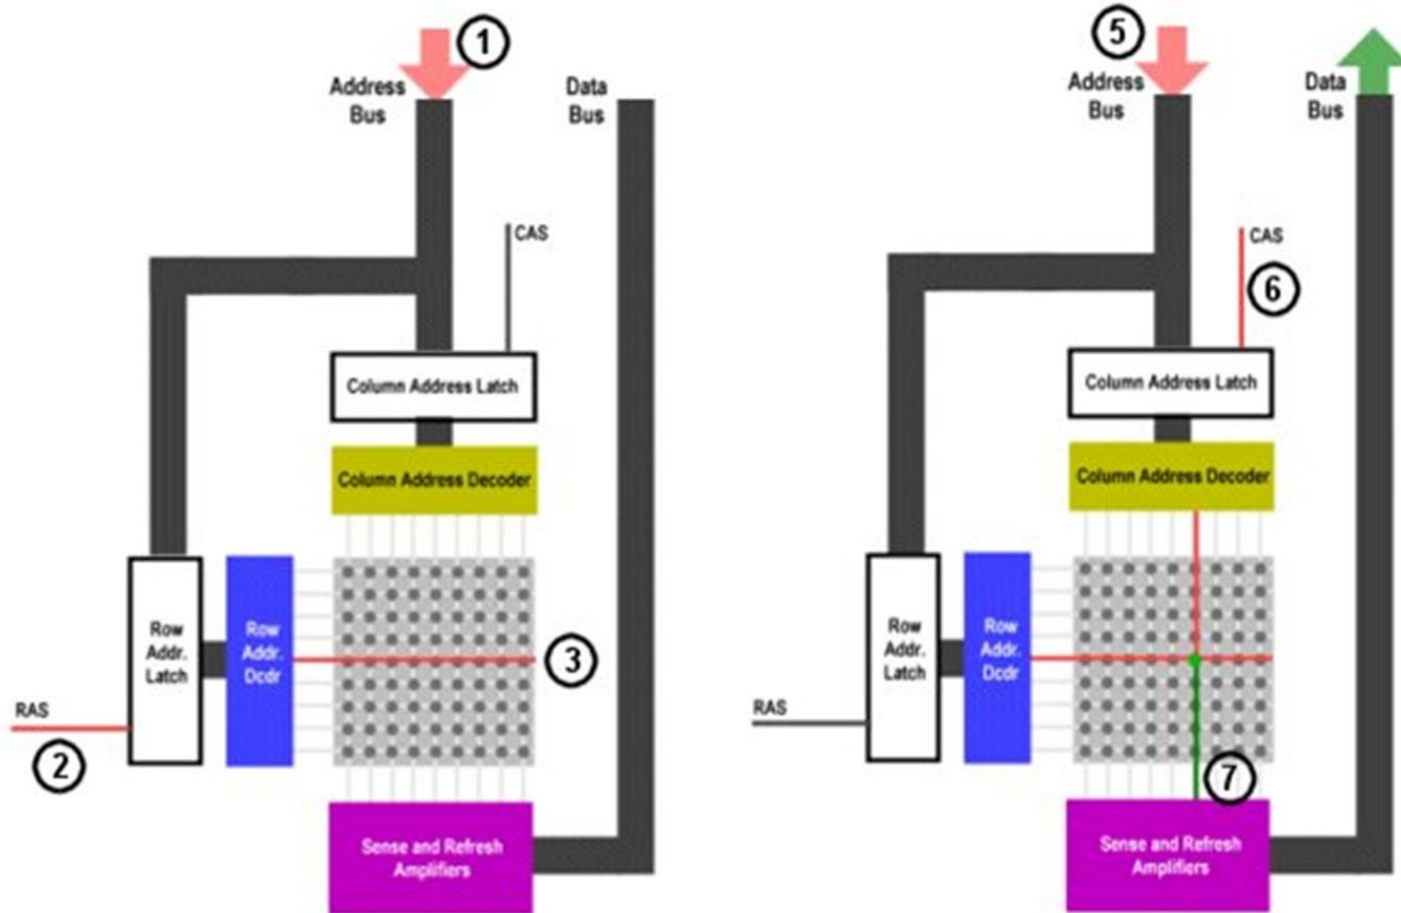 1
Address
Bus
Data
Bus
CAS
Column Address Latch
Column Address Decoder
Row
Addr.
Latch
Row
Addr.
Dcdr
3
RAS
2
Sense and Refresh
Amplifiers
5
Address
Bus
Data
Bus
CAS
6
Column Address Latch
Column Address Decoder
Row
Addr.
Latch
Row
Addr.
Dcdr
RAS
7
Sense and Refresh
Amplifiers